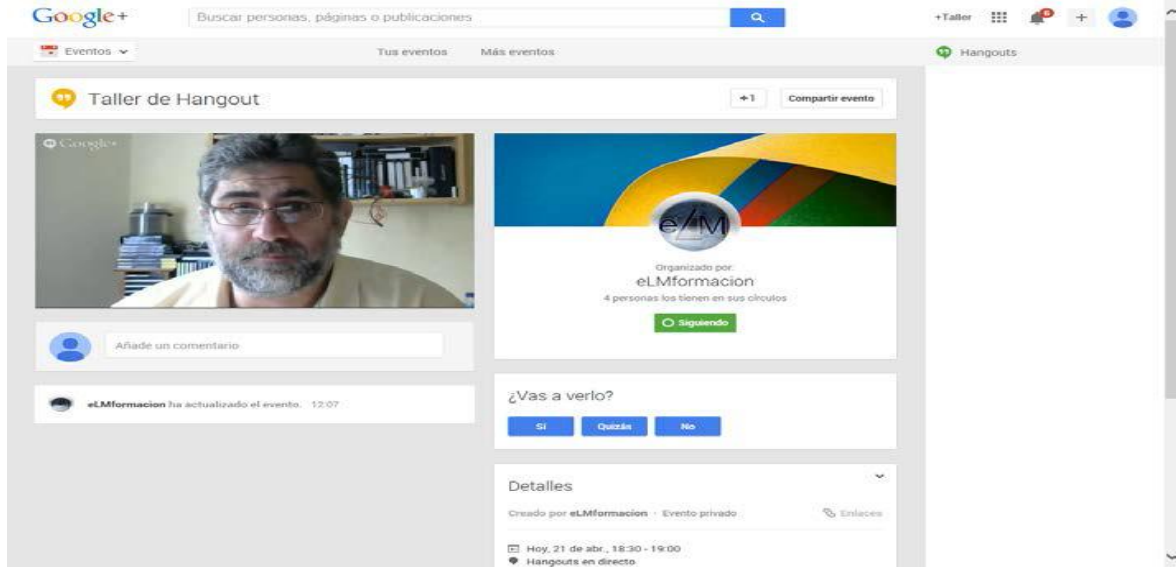 Google+
Buscar personas, páginas o publicaciones
+Taller
6
+
Eventos
Tus eventos
Más eventos
Hangouts
Taller de Hangout
+1
Compartir evento
Google+
eLM
Organizado por:
eLMformacion
4 personas los tienen en sus círculos
Siguiendo
Añade un comentario
eLMformacion ha actualizado el evento. 12:07
¿Vas a verlo?
Sí
Quizás
No
Detalles
Creado por eLMformacion · Evento privado
Enlaces
Hoy, 21 de abr., 18:30 - 19:00
Hangouts en directo